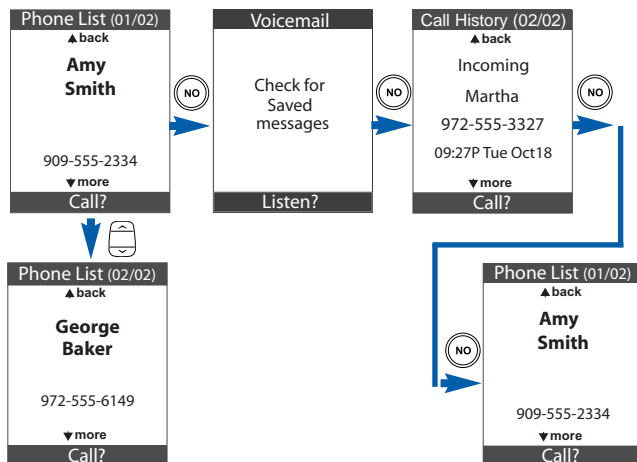 Phone List (01/02)
back
Amy
Smith
909-555-2334
more
Call?
NO
Voicemail
Check for
Saved
messages
Listen?
NO
Call History (02/02)
back
Incoming
Martha
972-555-3327
09:27P Tue Oct18
more
Call?
NO
Phone List (02/02)
back
George
Baker
972-555-6149
more
Call?
NO
Phone List (01/02)
back
Amy
Smith
909-555-2334
more
Call?